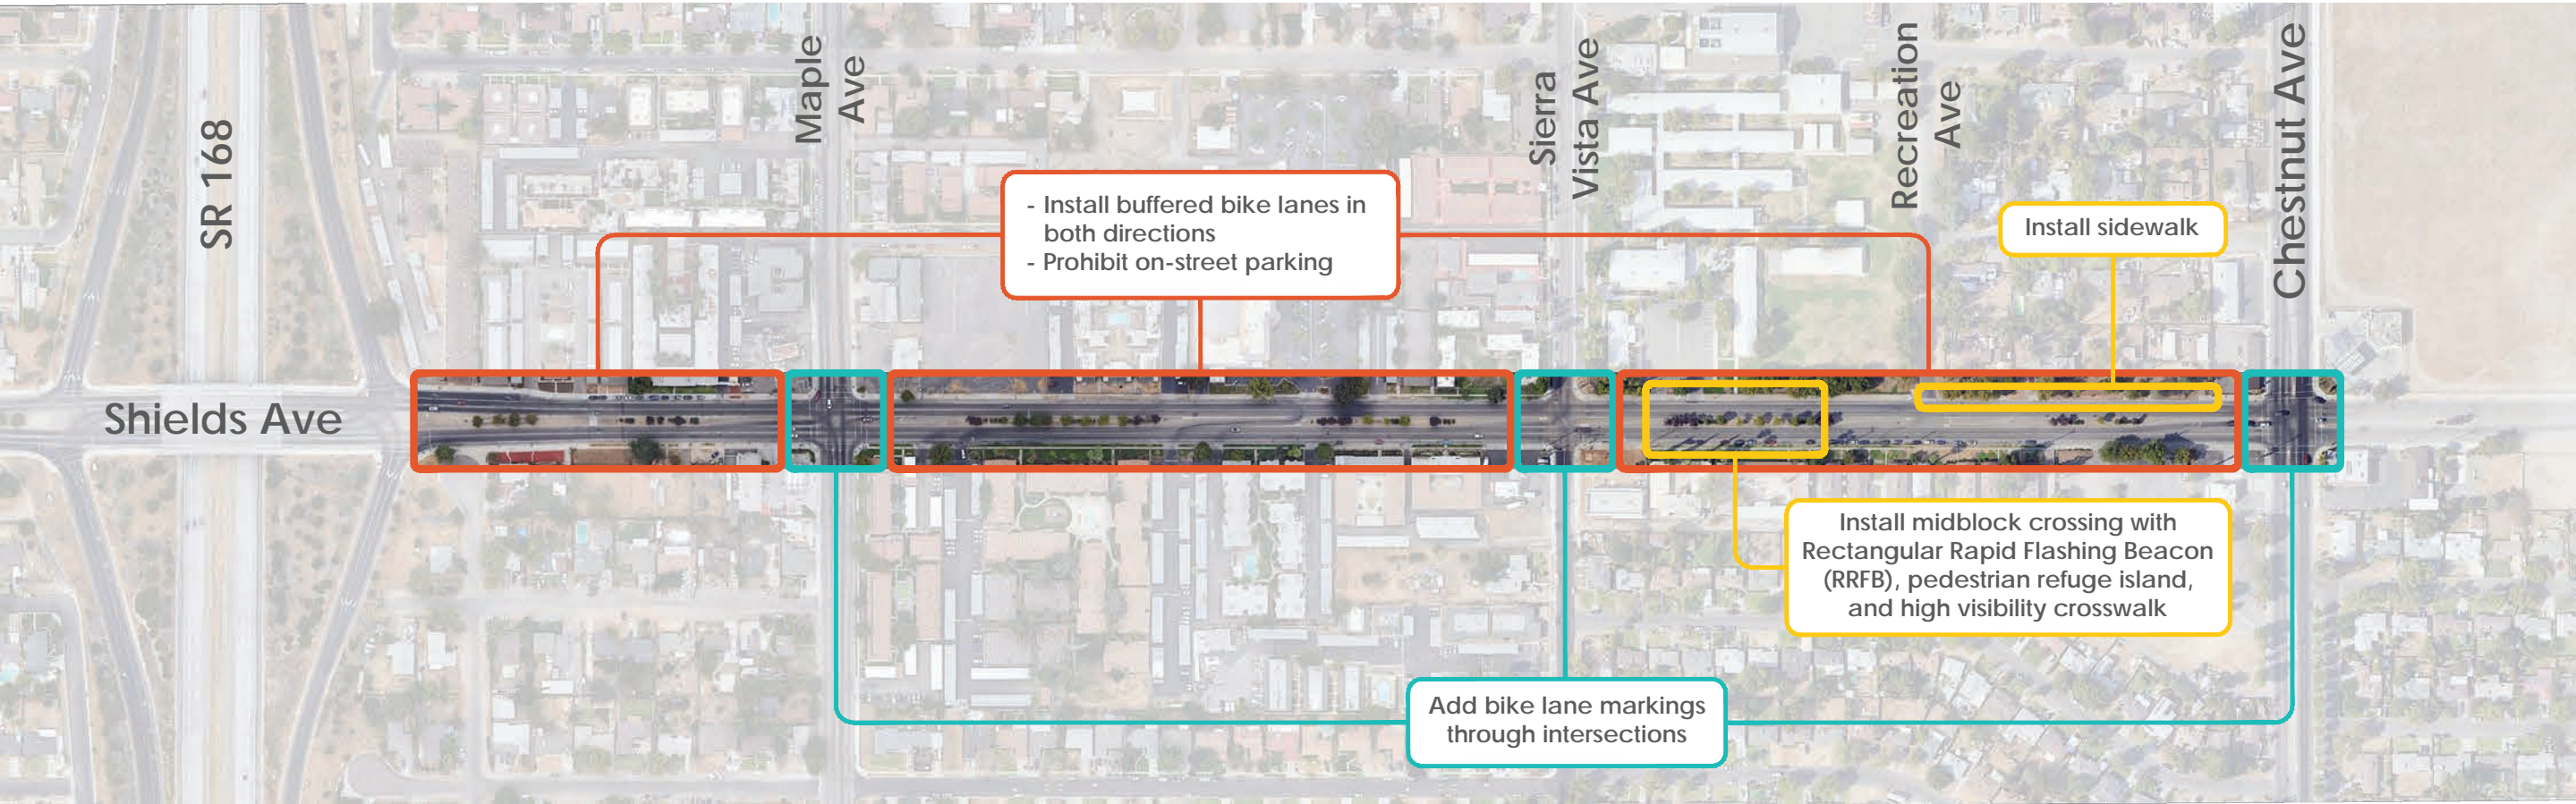 SR 168
Maple
Ave
Sierra
Vista Ave
Recreation
Ave
Chestnut Ave
- Install buffered bike lanes in
both directions
- Prohibit on-street parking
Install sidewalk
Shields Ave
Install midblock crossing with
Rectangular Rapid Flashing Beacon
(RRFB), pedestrian refuge island,
and high visibility crosswalk
Add bike lane markings
through intersections